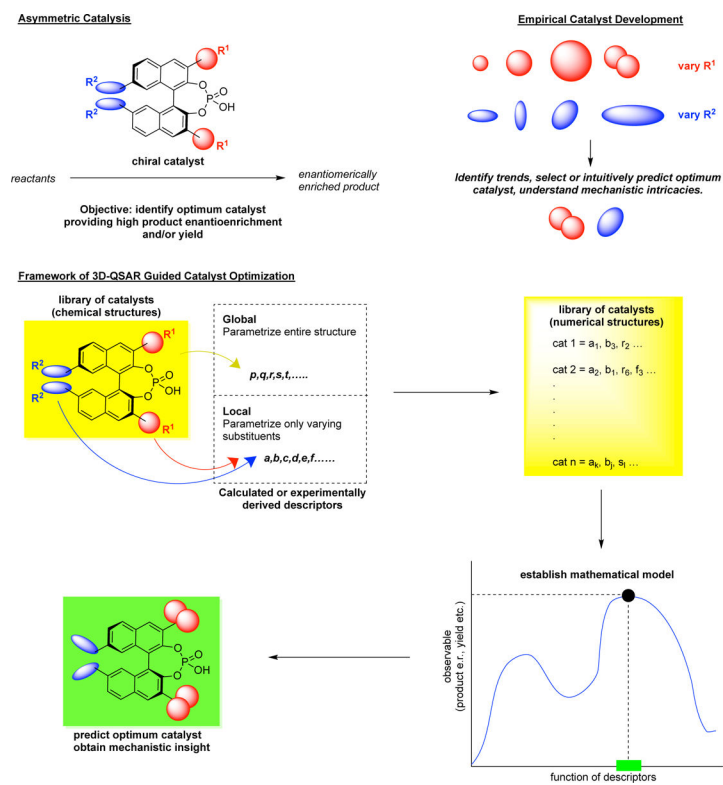 Asymmetric Catalysis
R1
R2
R2
O
O
P
O
OH
R1
chiral catalyst
reactants
enantiomerically
enriched product
Objective: identify optimum catalyst
providing high product enantioenrichment
and/or yield
Empirical Catalyst Development
vary R1
vary R2
Identify trends, select or intuitively predict optimum
catalyst, understand mechanistic intricacies.
Framework of 3D-QSAR Guided Catalyst Optimization
library of catalysts
(chemical structures)
R1
R2
R2
O
O
P
O
OH
R1
Global
Parametrize entire structure
p,q,r,s,t,.....
Local
Parametrize only varying
substituents
a,b,c,d,e,f......
Calculated or experimentally
derived descriptors
library of catalysts
(numerical structures)
cat 1 = a1, b3, r2 ...
cat 2 = a2, b1, r6, f3 ...
.
.
.
.
.
cat n = ak, bj, sl ...
establish mathematical model
observable
(product e.r., yield etc.)
function of descriptors
O
O
P
O
OH
predict optimum catalyst
obtain mechanistic insight